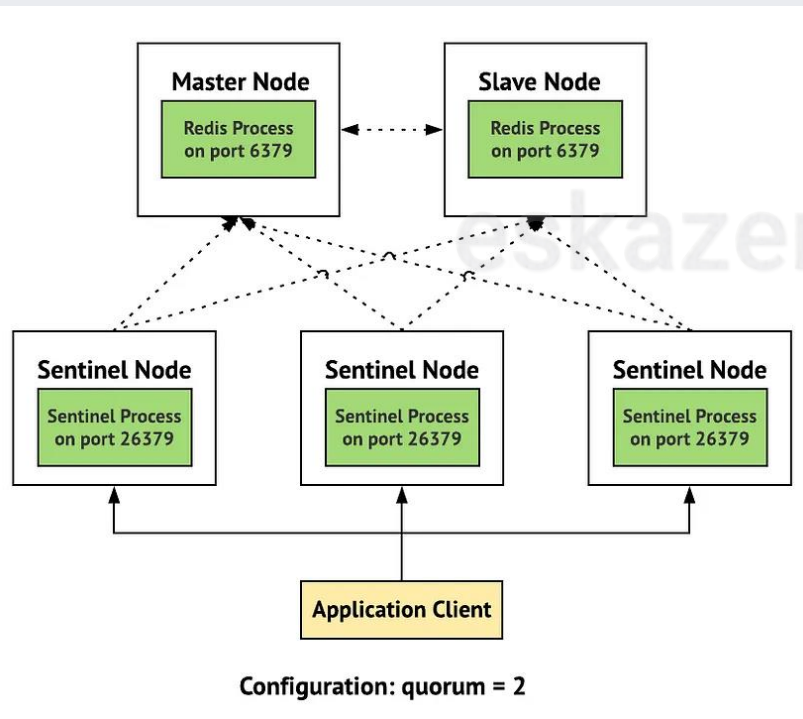 Master Node
Redis Process
on port 6379
Slave Node
Redis Process
on port 6379
eskazer
Sentinel Node
Sentinel Process
on port 26379
Sentinel Node
Sentinel Process
on port 26379
Sentinel Node
Sentinel Process
on port 26379
Application Client
Configuration: quorum = 2